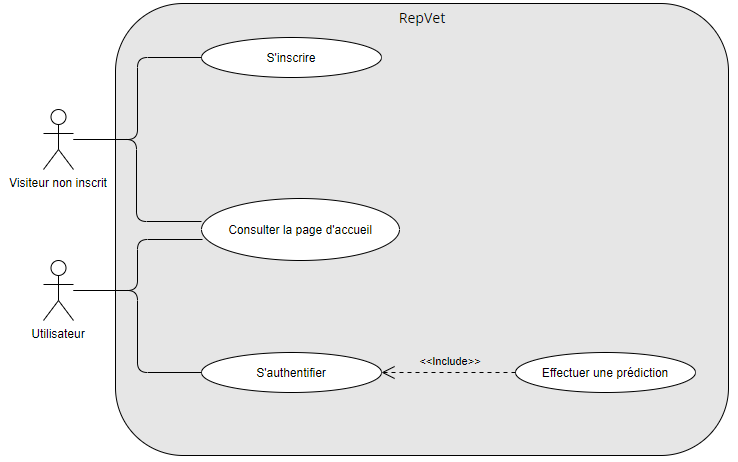 RepVet
S'inscrire
Visiteur non inscrit
Consulter la page d'accueil
Utilisateur
<<Include>>
S'authentifier
Effectuer une prédiction